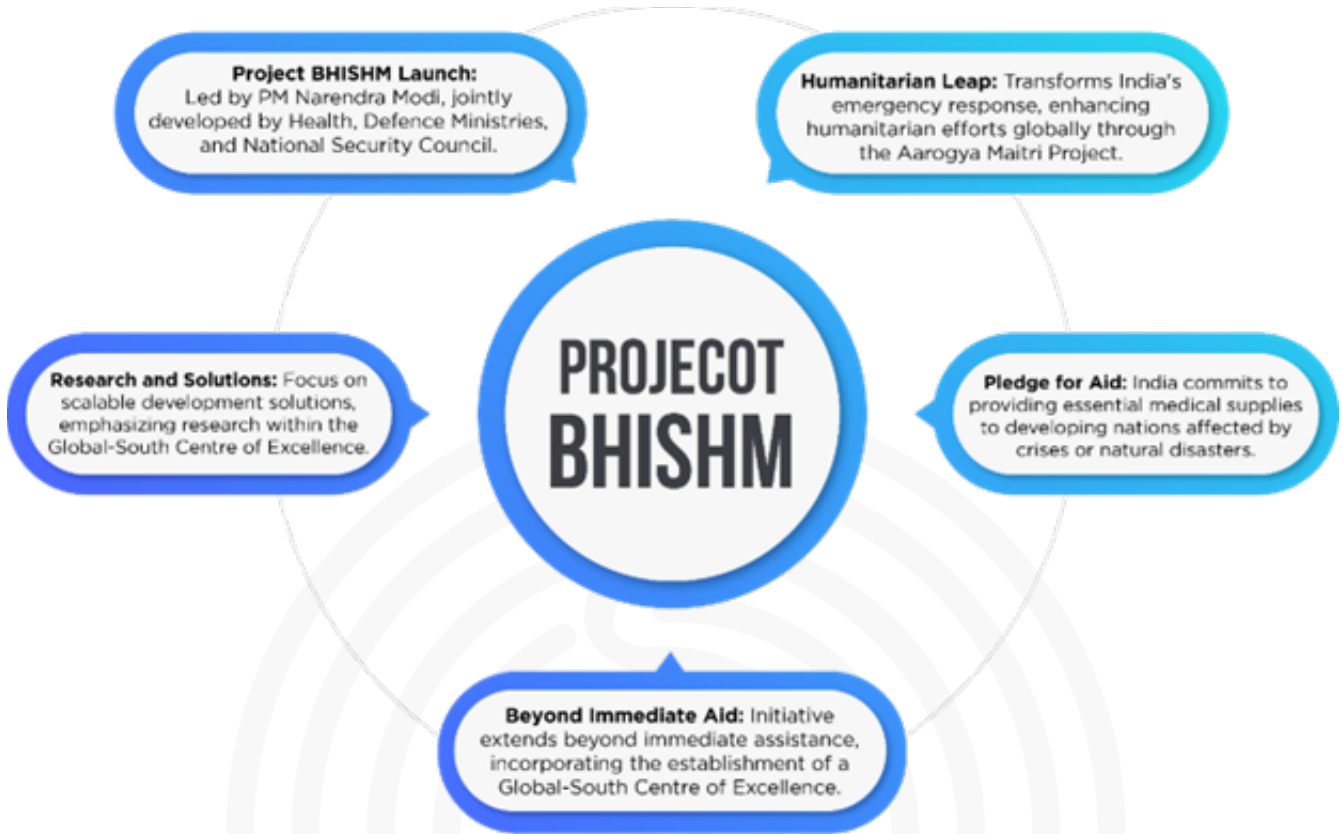 Project BHISHM Launch:
Led by PM Narendra Modi, jointly
developed by Health, Defence Ministries,
and National Security Council.
Humanitarian Leap: Transforms India's
emergency response, enhancing
humanitarian efforts globally through
the Aarogya Maitri Project.
Research and Solutions: Focus on
scalable development solutions,
emphasizing research within the
Global-South Centre of Excellence.
PROJECOT
BHISHM
Pledge for Aid: India commits to
providing essential medical supplies
to developing nations affected by
crises or natural disasters.
Beyond Immediate Aid: Initiative
extends beyond immediate assistance,
incorporating the establishment of a
Global-South Centre of Excellence.